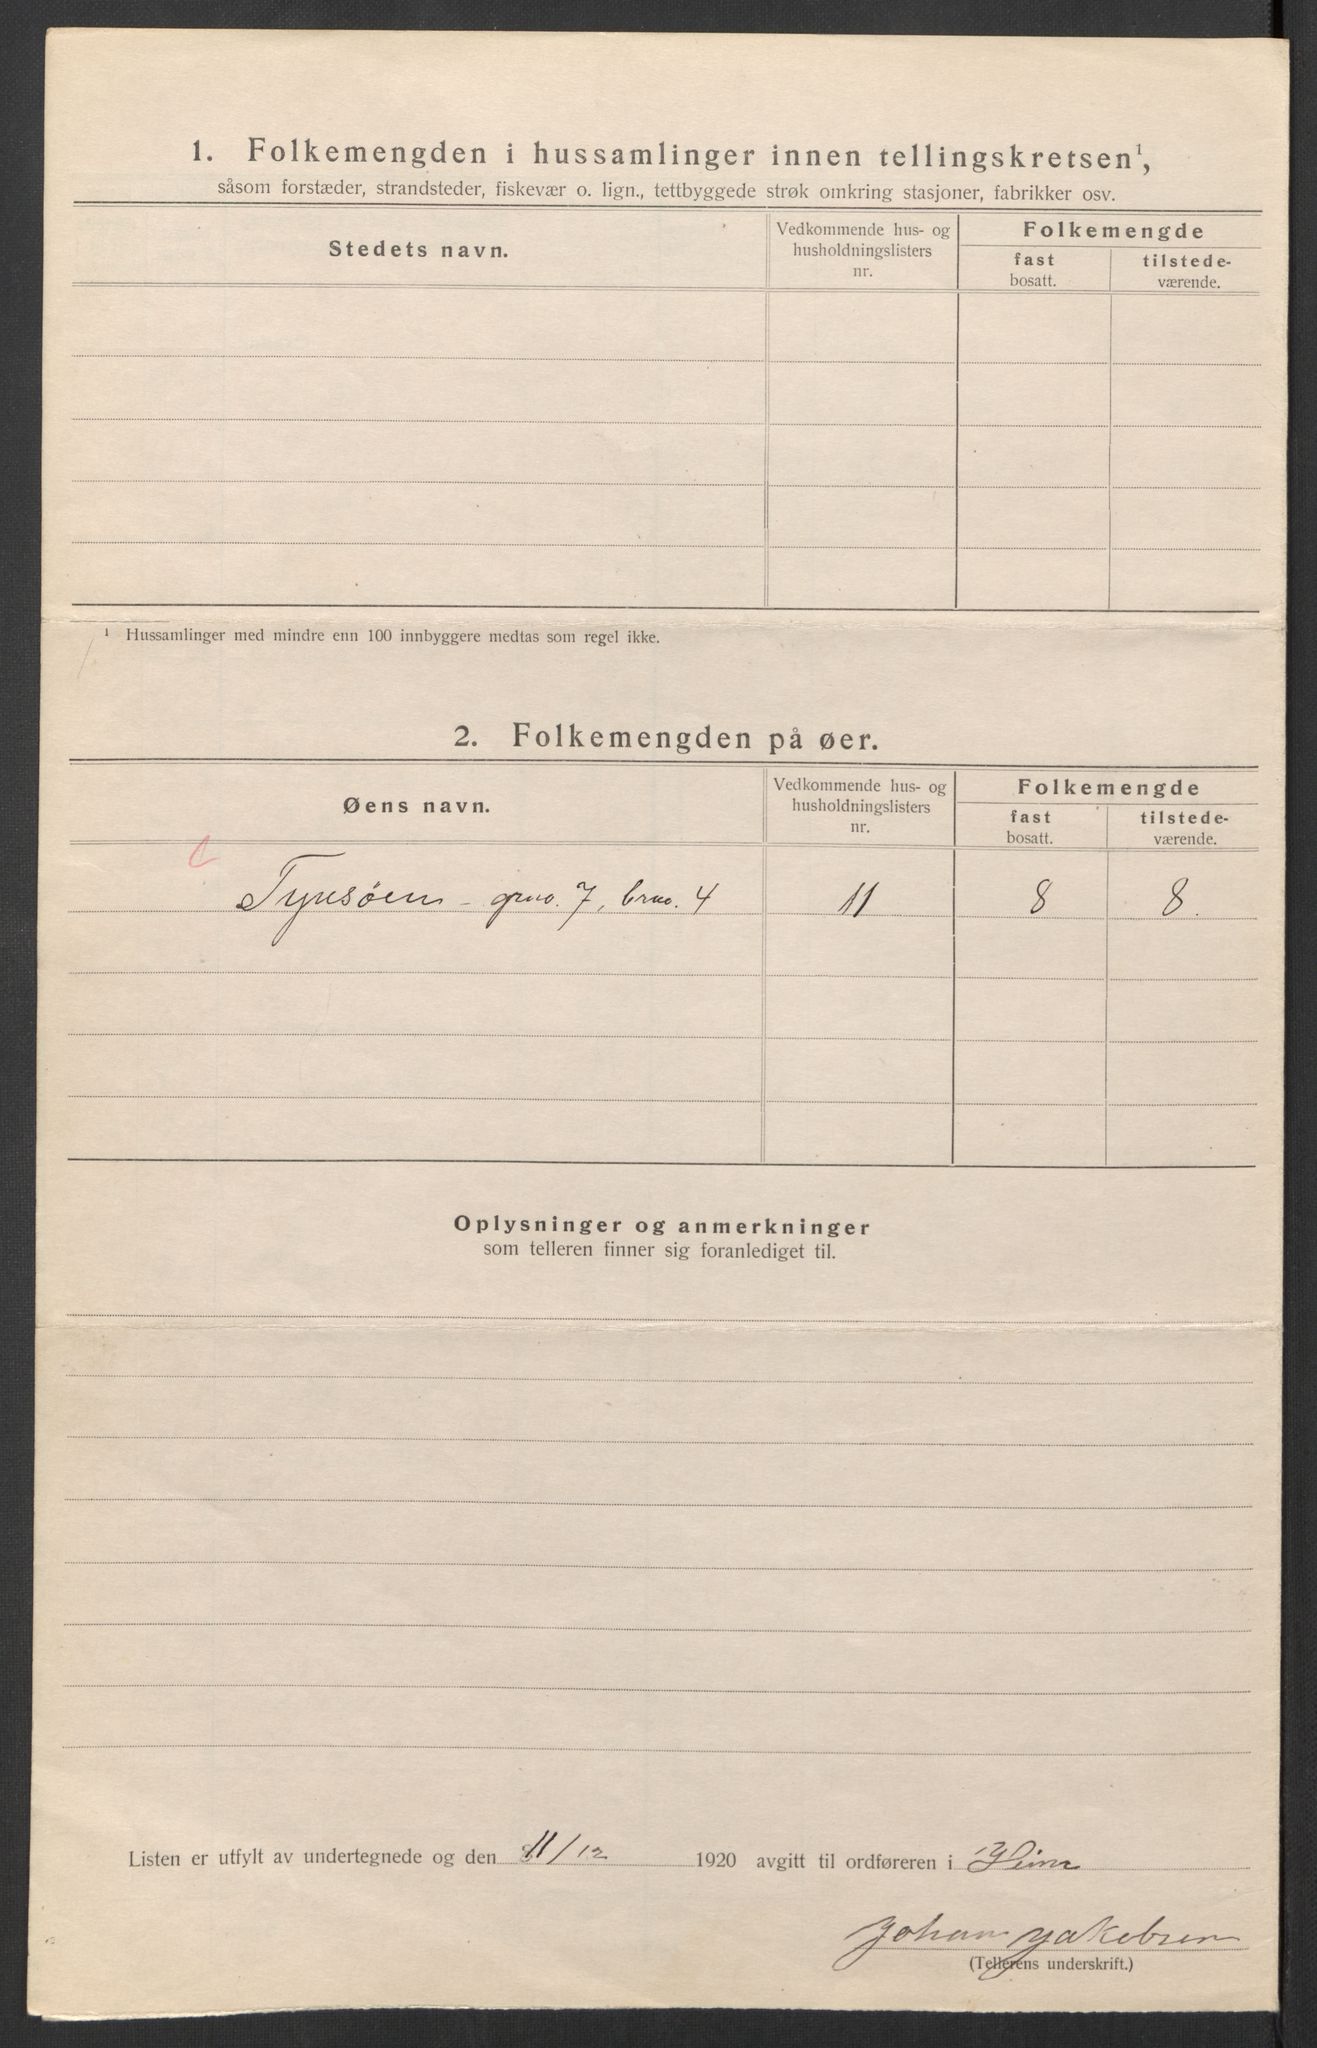 1. Folkemengden i hussamlinger innen tellingskretsen¹,
såsom forstæder, strandsteder, fiskevær o. lign., tettbyggede strøk omkring stasjoner, fabrikker osv.
Stedets navn.
Vedkommende hus- og husholdningslisters nr.
Folkemengde
fast bosatt.
tilstede-værende.
¹ Hussamlinger med mindre enn 100 innbyggere medtas som regel ikke.
2. Folkemengden på øer.
Øens navn.
Vedkommende hus- og husholdningslisters nr.
Folkemengde
fast bosatt.
tilstede-værende.
gno. 7, bno. 4 11 8 8.
Oplysninger og anmerkninger
som telleren finner sig foranlediget til.
Listen er utfylt av undertegnede og den 11/12 1920 avgitt til ordføreren i
Johan Jakobsen
(Tellerens underskrift.)